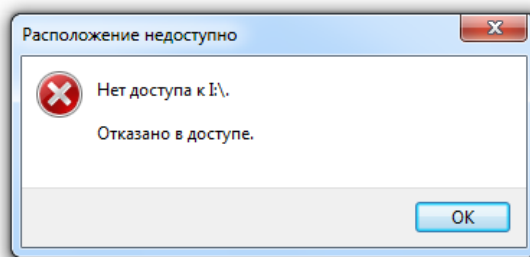 Расположение недоступно
Нет доступа к I:\.
Отказано в доступе.
OK